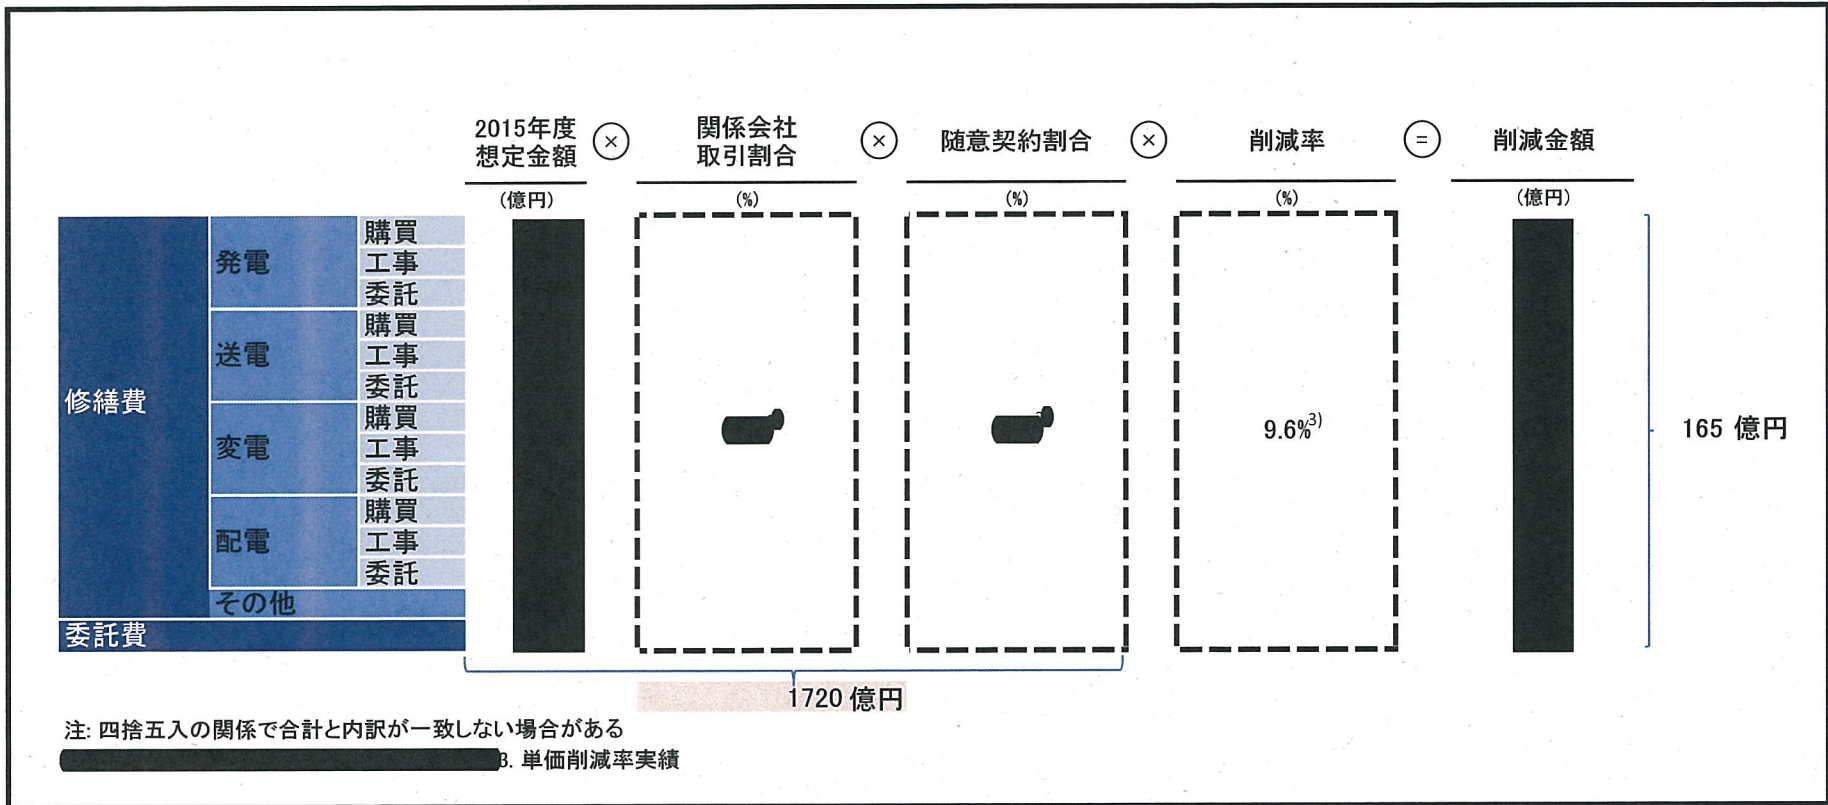 2015年度
想定金額
×
関係会社
取引割合
×
随意契約割合
×
削減率
=
削減金額
(億円)
(%)
(%)
(%)
(億円)
修繕費
発電
購買
工事
委託
送電
購買
工事
委託
変電
購買
工事
委託
配電
購買
工事
委託
その他
委託費
9.6%3)
165 億円
1720 億円
注: 四捨五入の関係で合計と内訳が一致しない場合がある
3. 単価削減率実績